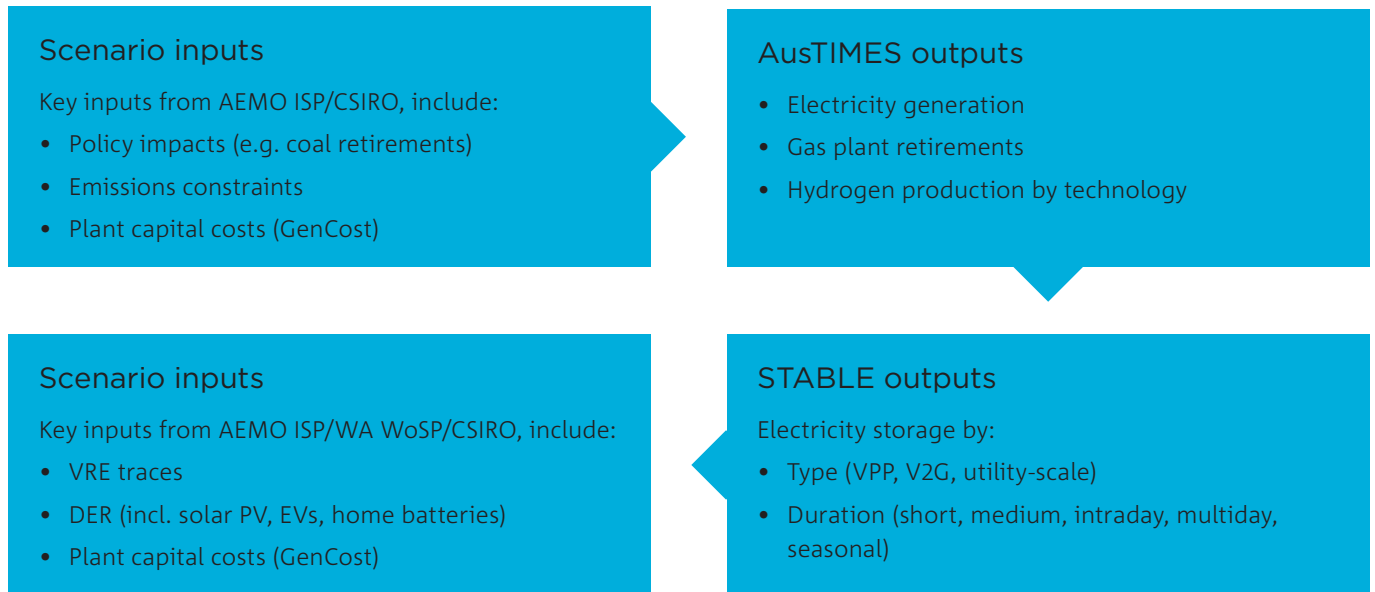 Scenario inputs
Key inputs from AEMO ISP/CSIRO, include:
• Policy impacts (e.g. coal retirements)
• Emissions constraints
• Plant capital costs (GenCost)
AusTIMES outputs
• Electricity generation
• Gas plant retirements
• Hydrogen production by technology
Scenario inputs
Key inputs from AEMO ISP/WA WoSP/CSIRO, include:
• VRE traces
• DER (incl. solar PV, EVs, home batteries)
• Plant capital costs (GenCost)
STABLE outputs
Electricity storage by:
• Type (VPP, V2G, utility-scale)
• Duration (short, medium, intraday, multiday,
seasonal)